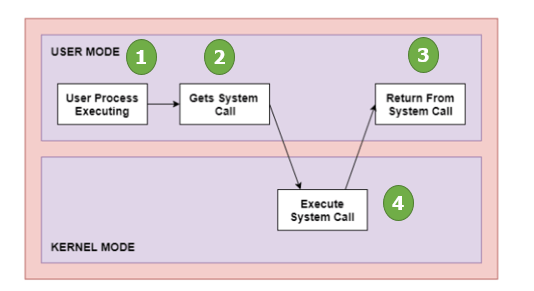 USER MODE
1
2
3
User Process
Executing
Gets System
Call
Return From
System Call
Execute
System Call
4
KERNEL MODE